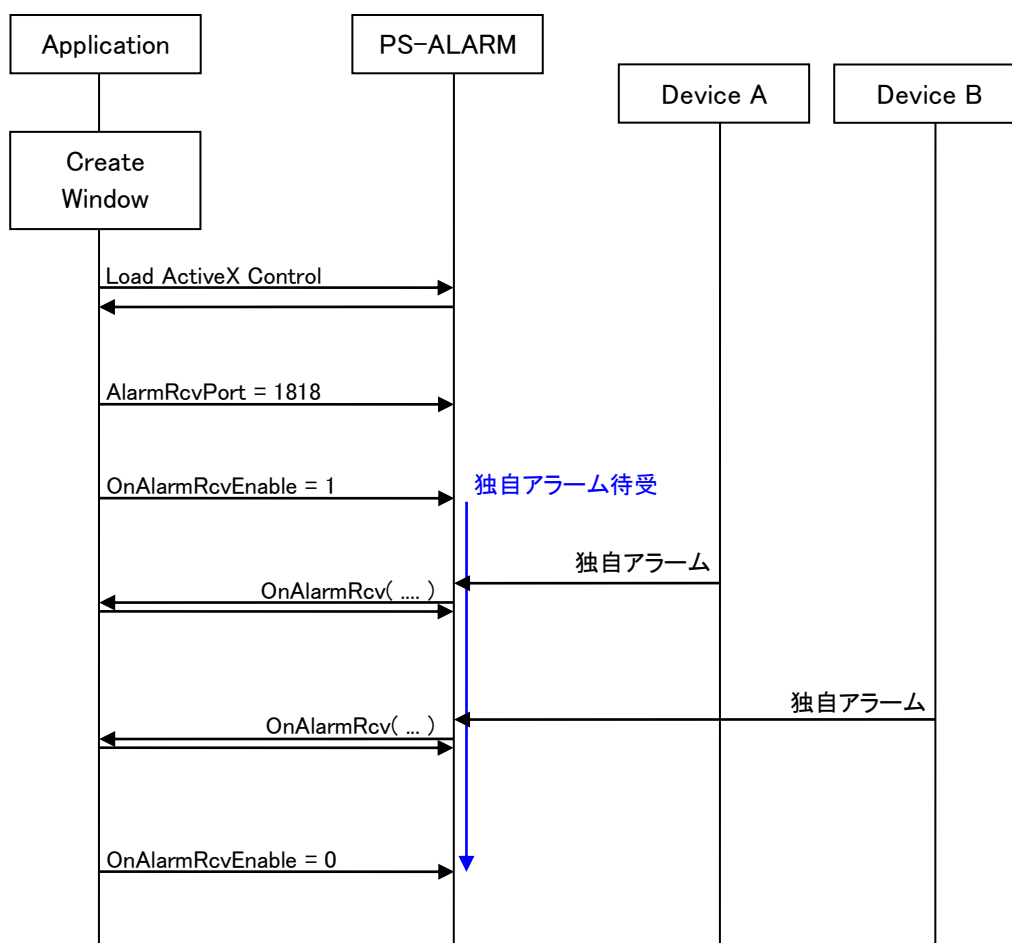 Application
PS-ALARM
Device A
Device B
Create
Window
Load ActiveX Control
AlarmRcvPort = 1818
OnAlarmRcvEnable = 1
独自アラーム待受
独自アラーム
OnAlarmRcv( .... )
独自アラーム
OnAlarmRcv( ... )
OnAlarmRcvEnable = 0